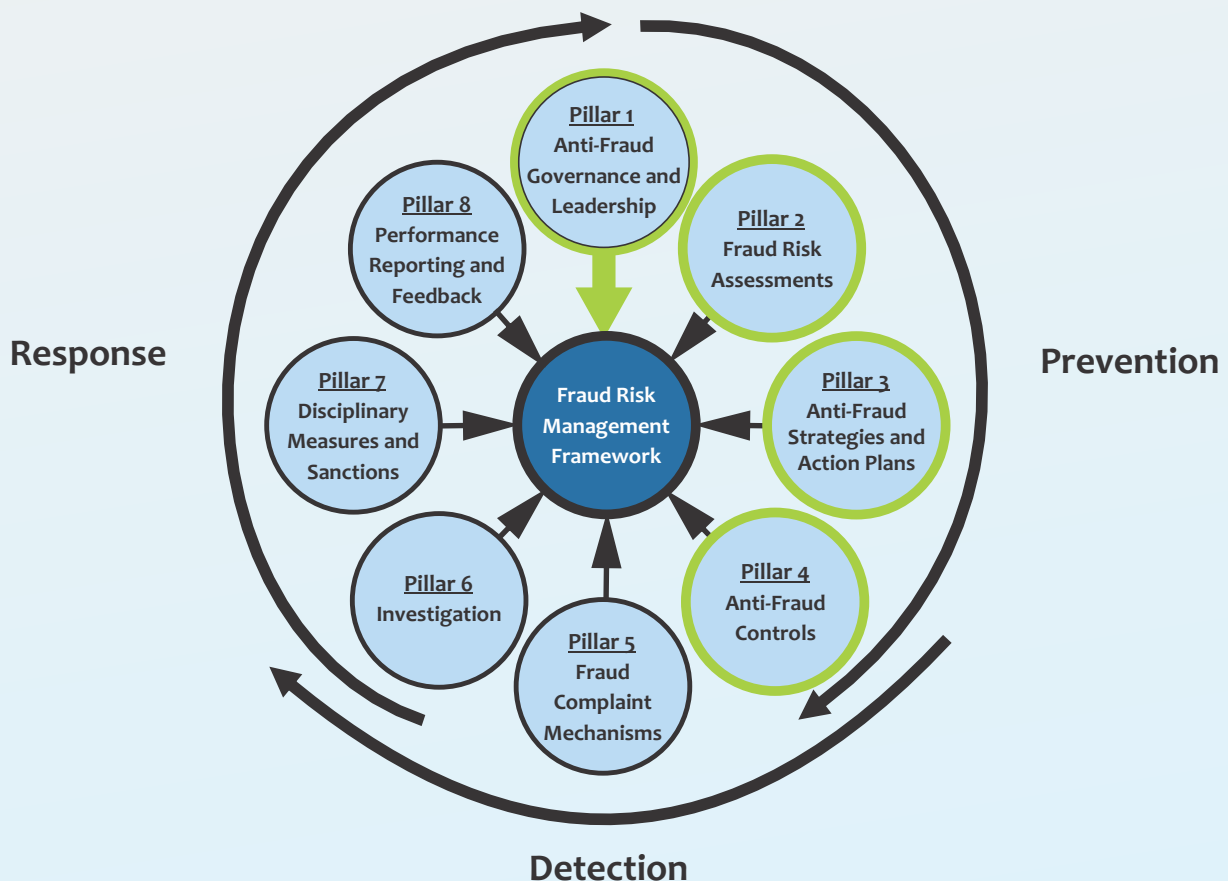 Pillar 1
Anti-Fraud
Governance and
Leadership
Pillar 2
Fraud Risk
Assessments
Pillar 3
Anti-Fraud
Strategies and
Action Plans
Pillar 4
Anti-Fraud
Controls
Pillar 5
Fraud
Complaint
Mechanisms
Pillar 6
Investigation
Pillar 7
Disciplinary
Measures and
Sanctions
Pillar 8
Performance
Reporting and
Feedback
Fraud Risk
Management
Framework
Response
Prevention
Detection